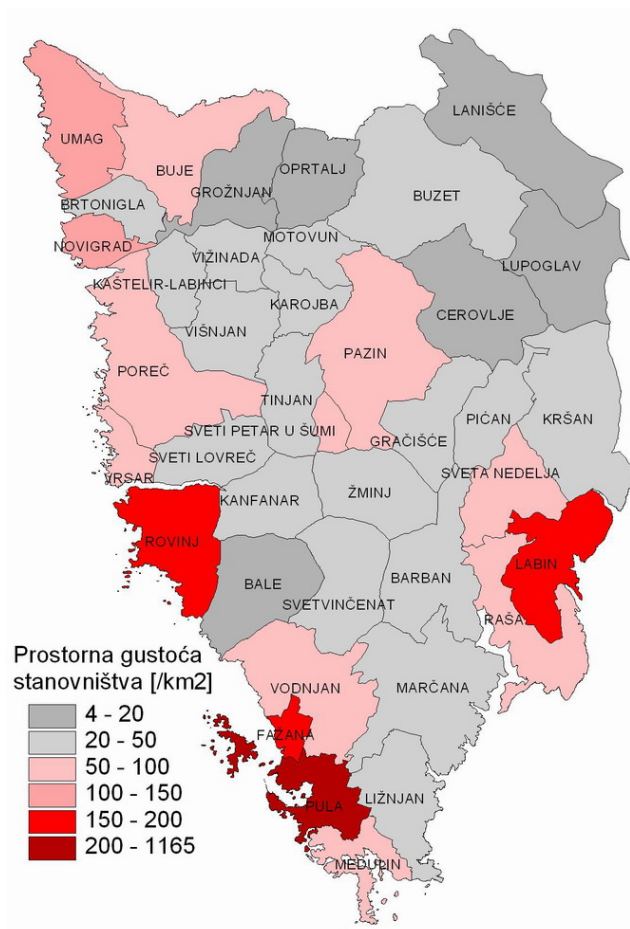 LANIŠĆE
UMAG
BUJE
OPRTALJ
GROŽNJAN
BUZET
BRTONIGLA
MOTOVUN
NOVIGRAD
VIŽINADA
LUPOGLAV
KAŠTELIR-LABINCI
KAROJBA
CEROVLJE
VIŠNJAN
PAZIN
POREČ
TINJAN
PIĆAN
KRŠAN
SVETI PETAR U ŠUMI
GRAČIŠĆE
SVETI LOVREČ
SVETA NEDELJA
VRSAR
KANFANAR
ŽMINJ
ROVINJ
LABIN
BALE
BARBAN
SVETVINČENAT
RAŠA
Prostorna gustoća
stanovništva [/km2]
VODNJAN
MARČANA
4 - 20
20 - 50
FAŽANA
50 - 100
100 - 150
LIŽNJAN
PULA
150 - 200
200 - 1165
MEDULIN